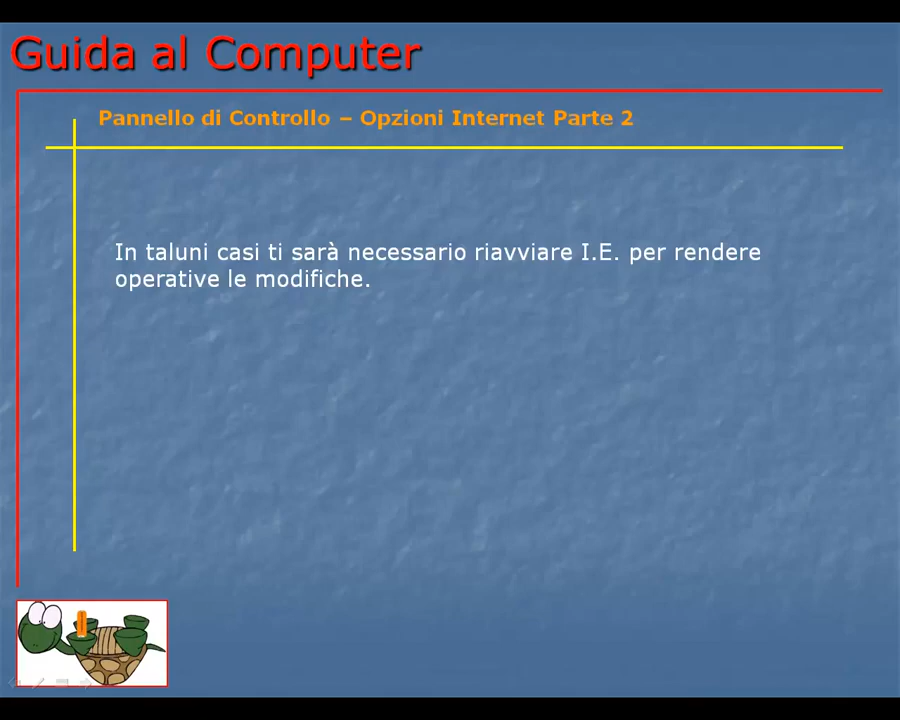 Guida al Computer
Pannello di Controllo – Opzioni Internet Parte 2
In taluni casi ti sarà necessario riavviare I.E. per rendere
operative le modifiche.